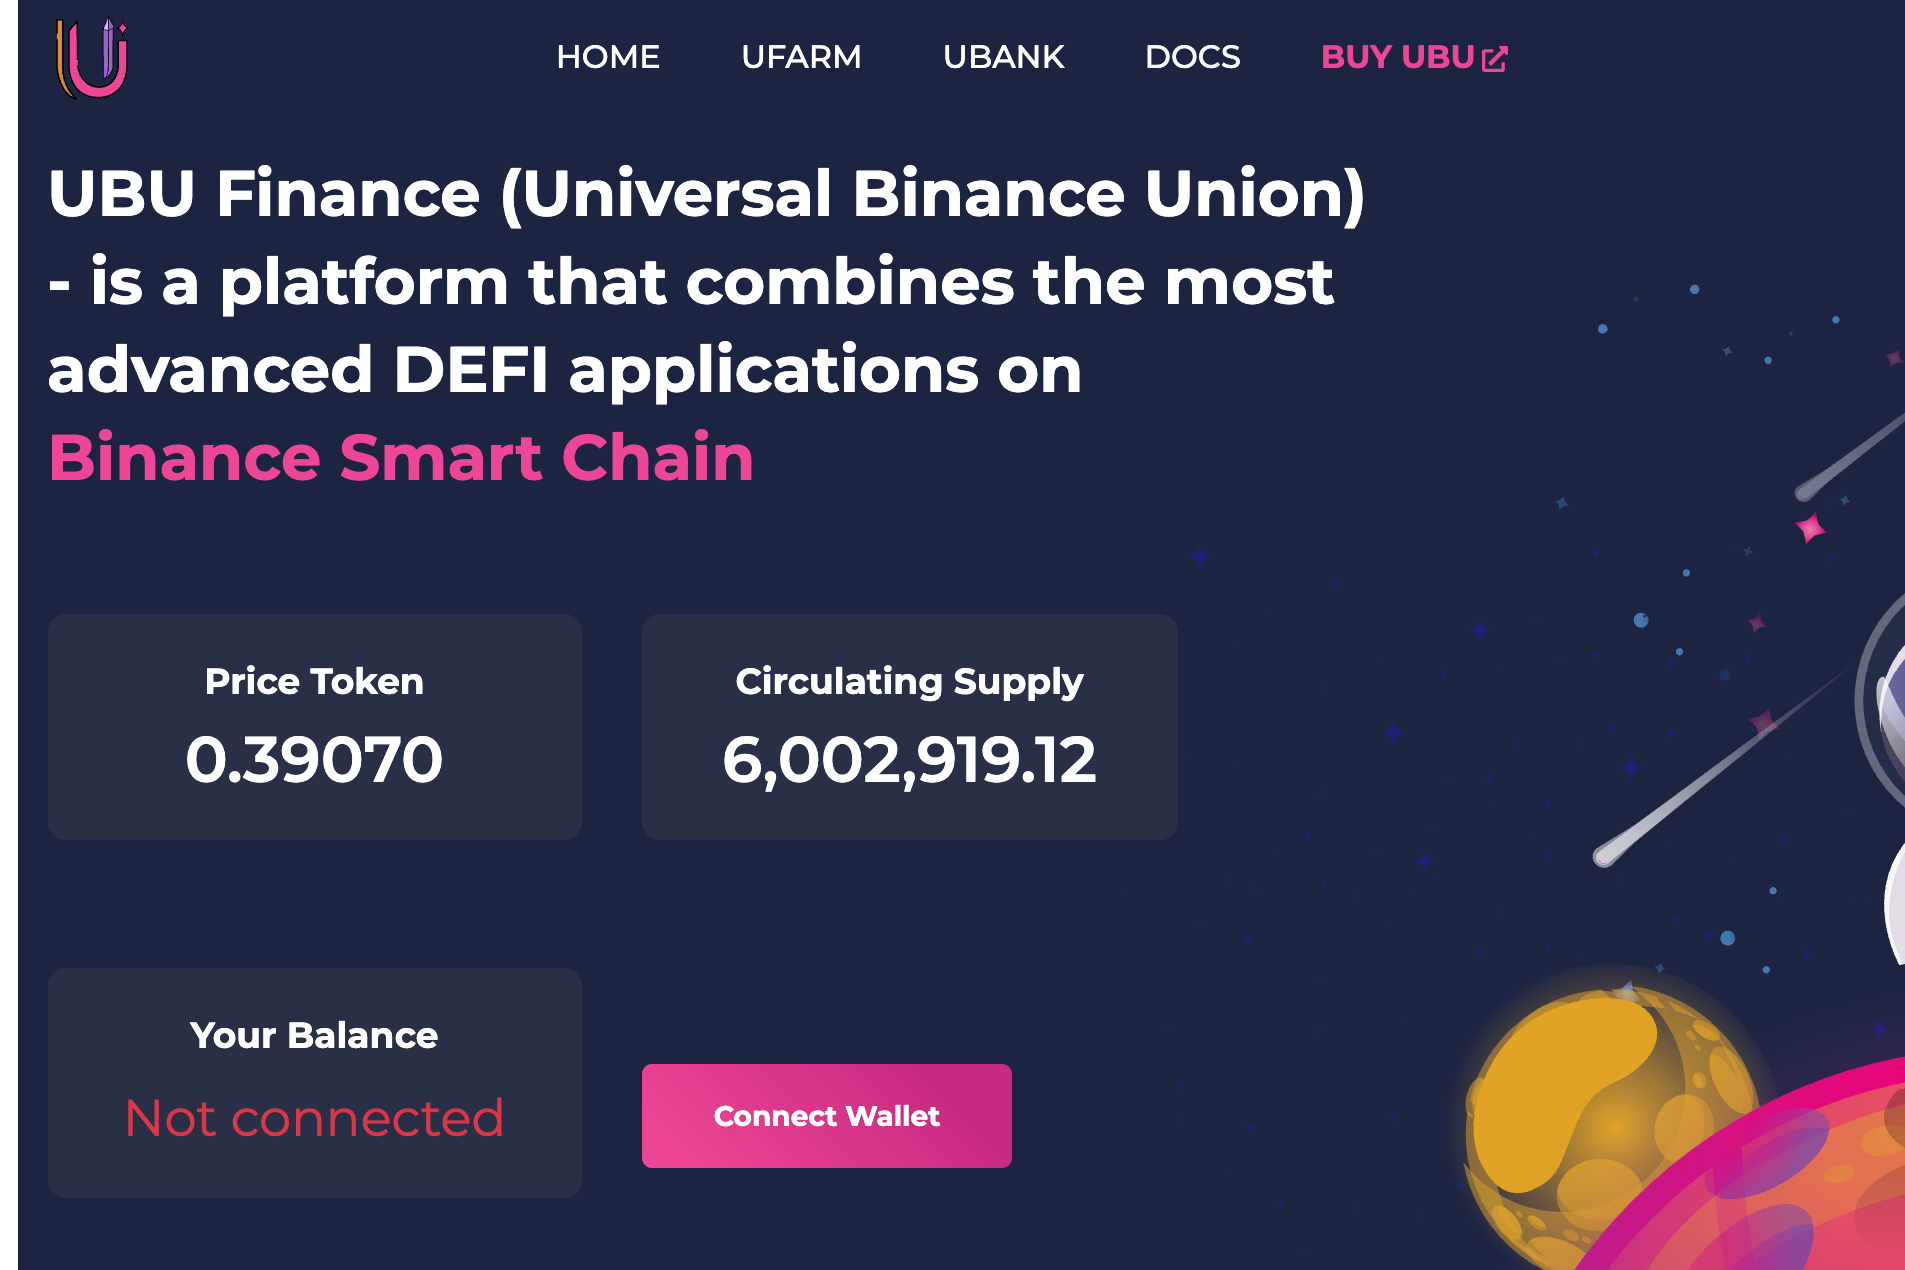 HOME UFARM UBANK DOCS BUY UBU
UBU Finance (Universal Binance Union)
- is a platform that combines the most
advanced DEFI applications on
Binance Smart Chain
Price Token
0.39070
Circulating Supply
6,002,919.12
Your Balance
Not connected
Connect Wallet